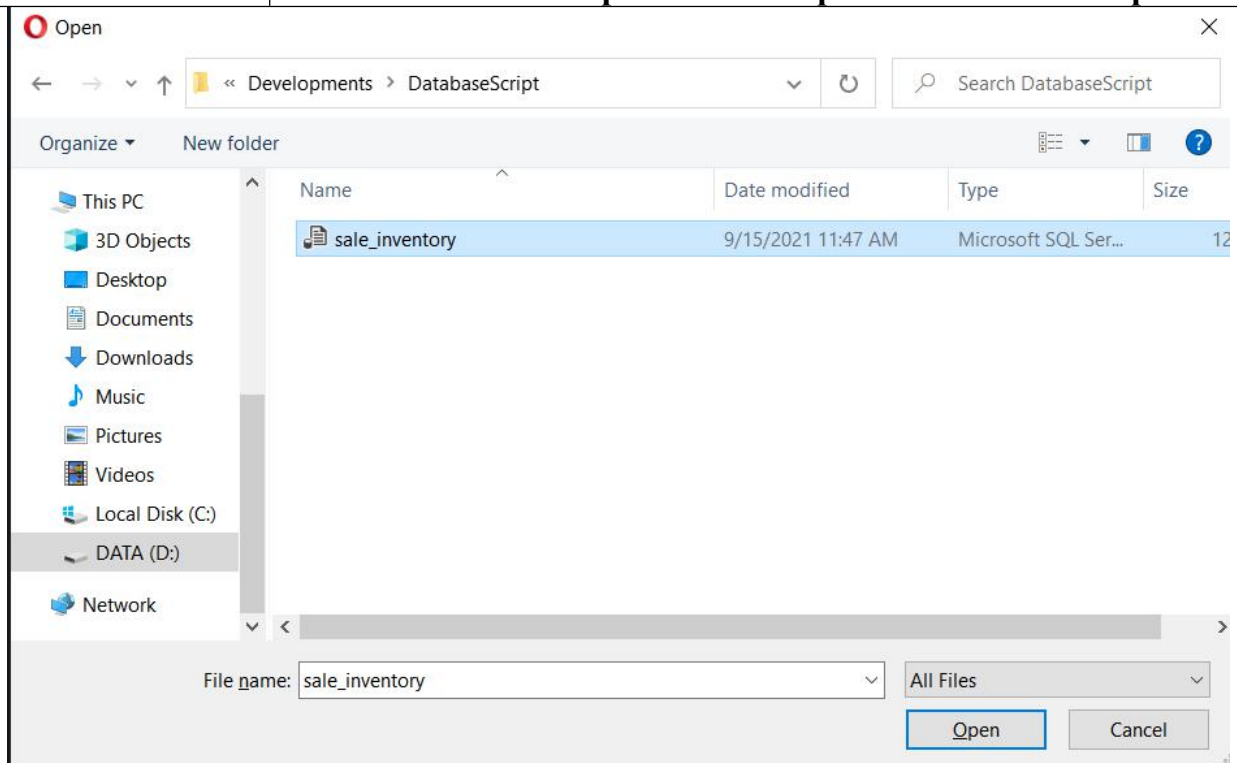 Open
« Developments > DatabaseScript
Search DatabaseScript
Organize
New folder
Name Date modified Type Size
This PC
3D Objects
Desktop
Documents
Downloads
Music
Pictures
Videos
Local Disk (C:)
DATA (D:)
Network
sale_inventory 9/15/2021 11:47 AM Microsoft SQL Ser... 12
File name: sale_inventory
All Files
Open
Cancel